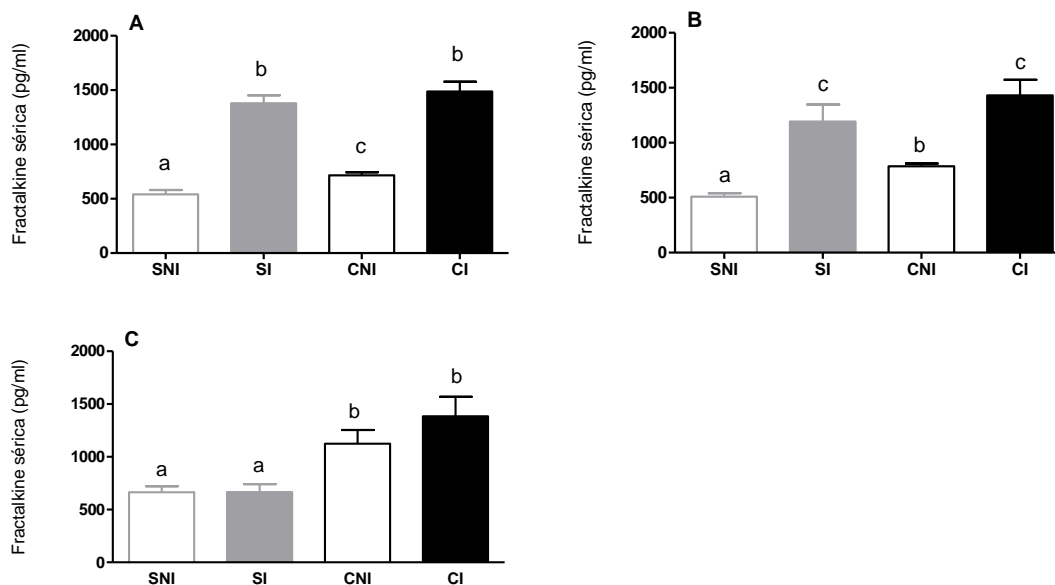 A
Fractalkine sérica (pg/ml)
2000
1500
1000
500
0
a
b
c
b
SNI
SI
CNI
CI
B
Fractalkine sérica (pg/ml)
2000
1500
1000
500
0
a
c
b
c
SNI
SI
CNI
CI
C
Fractalkine sérica (pg/ml)
2000
1500
1000
500
0
a
a
b
b
SNI
SI
CNI
CI